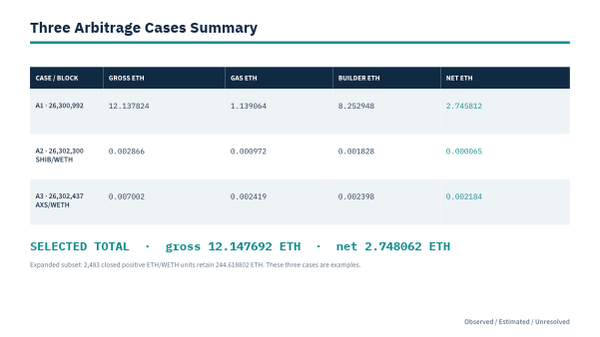 Three Arbitrage Cases Summary
CASE / BLOCK GROSS ETH GAS ETH BUILDER ETH NET ETH
A1 · 26,300,992 12.137824 1.139064 8.252948 2.745812
A2 · 26,302,300 0.002866 0.000972 0.001828 0.000065
SHIB/WETH
A3 · 26,302,437 0.007002 0.002419 0.002398 0.002184
AXS/WETH
SELECTED TOTAL · gross 12.147692 ETH · net 2.748062 ETH
Expanded subset: 2,483 closed positive ETH/WETH units retain 244.618802 ETH. These three cases are examples.
Observed / Estimated / Unresolved